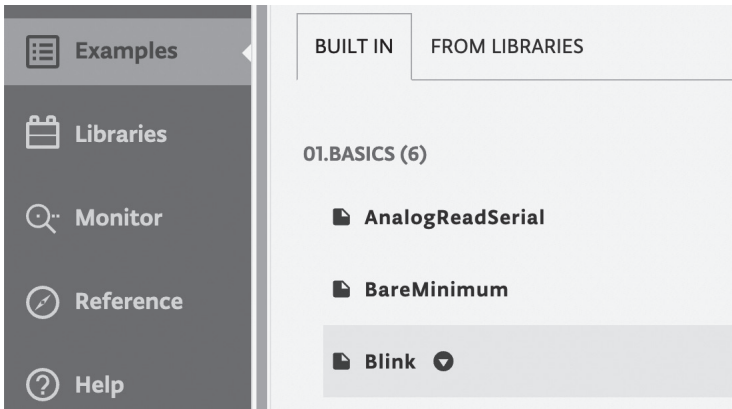 Examples
Libraries
Monitor
Reference
Help
BUILT IN
FROM LIBRARIES
01.BASICS (6)
AnalogReadSerial
BareMinimum
Blink